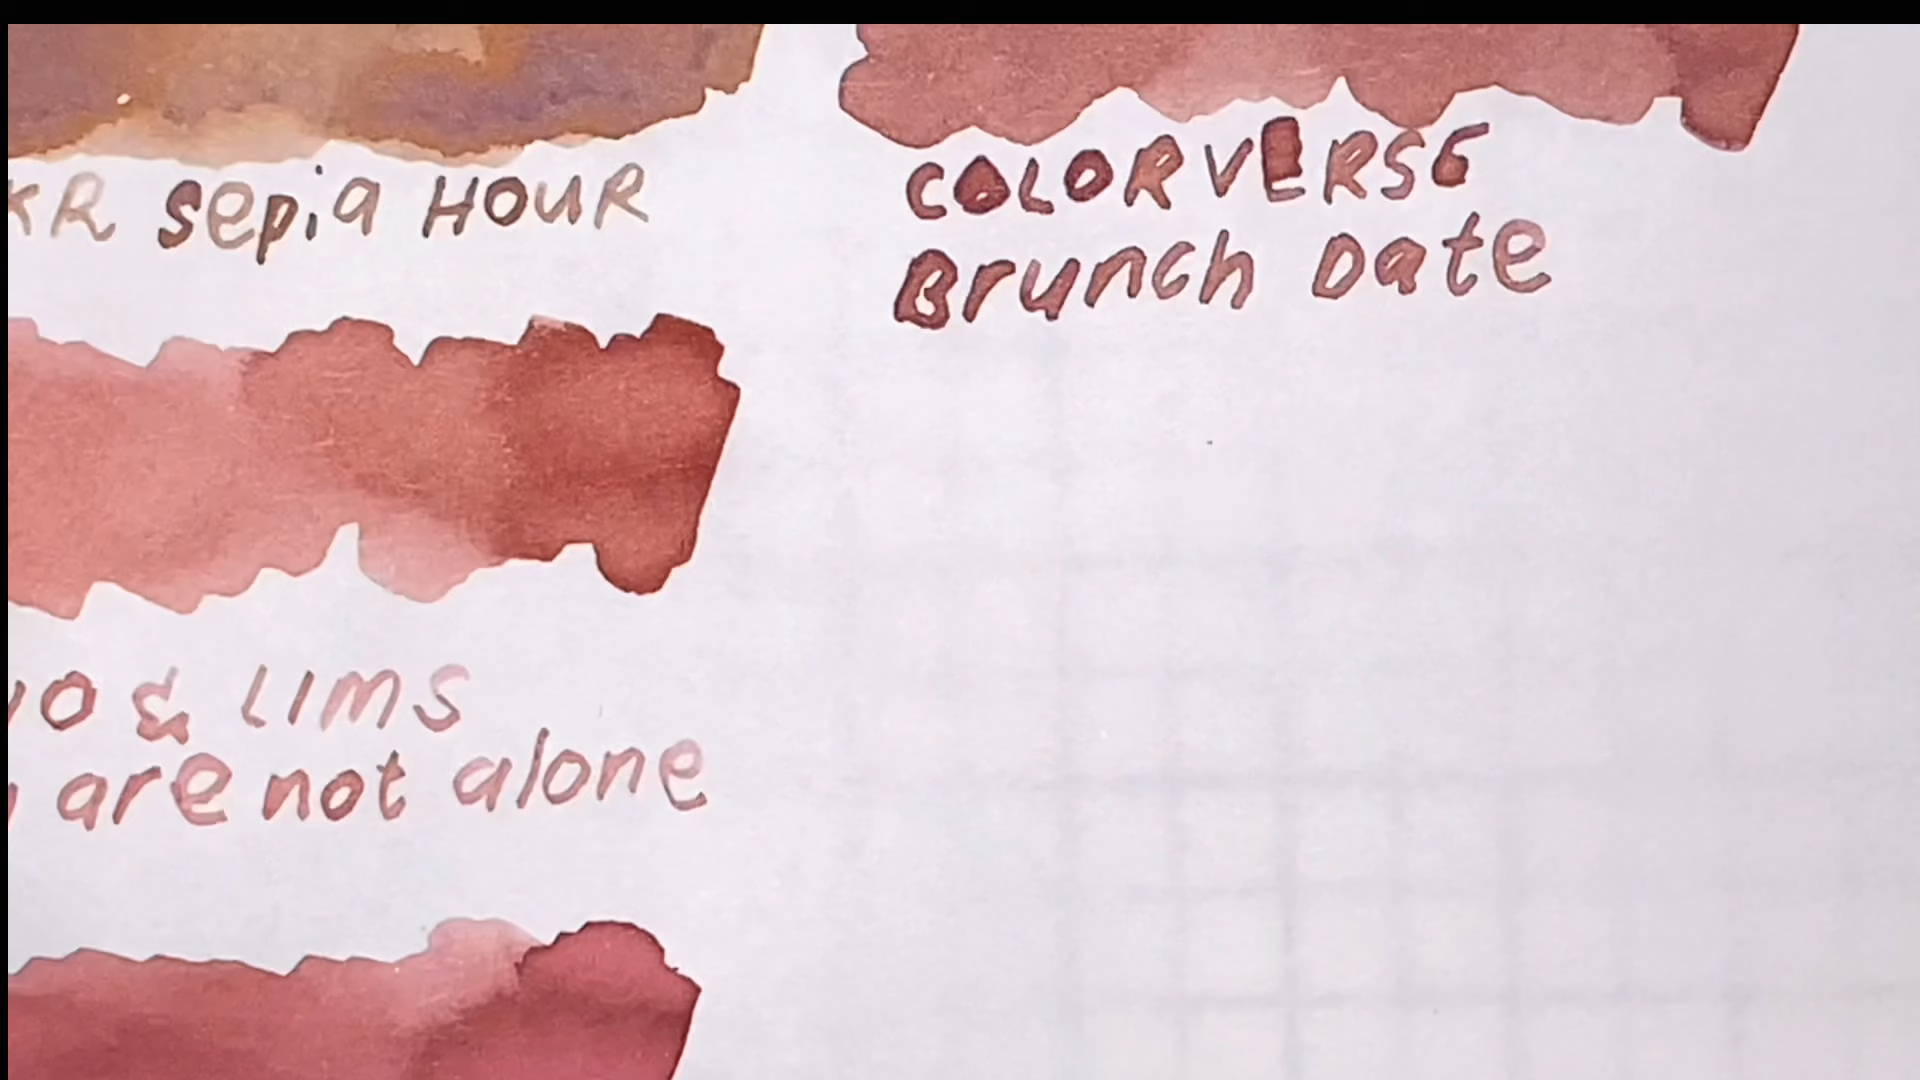 KR sepia HOUR
COLORVERSE
Brunch Date
& LIMS
are not alone